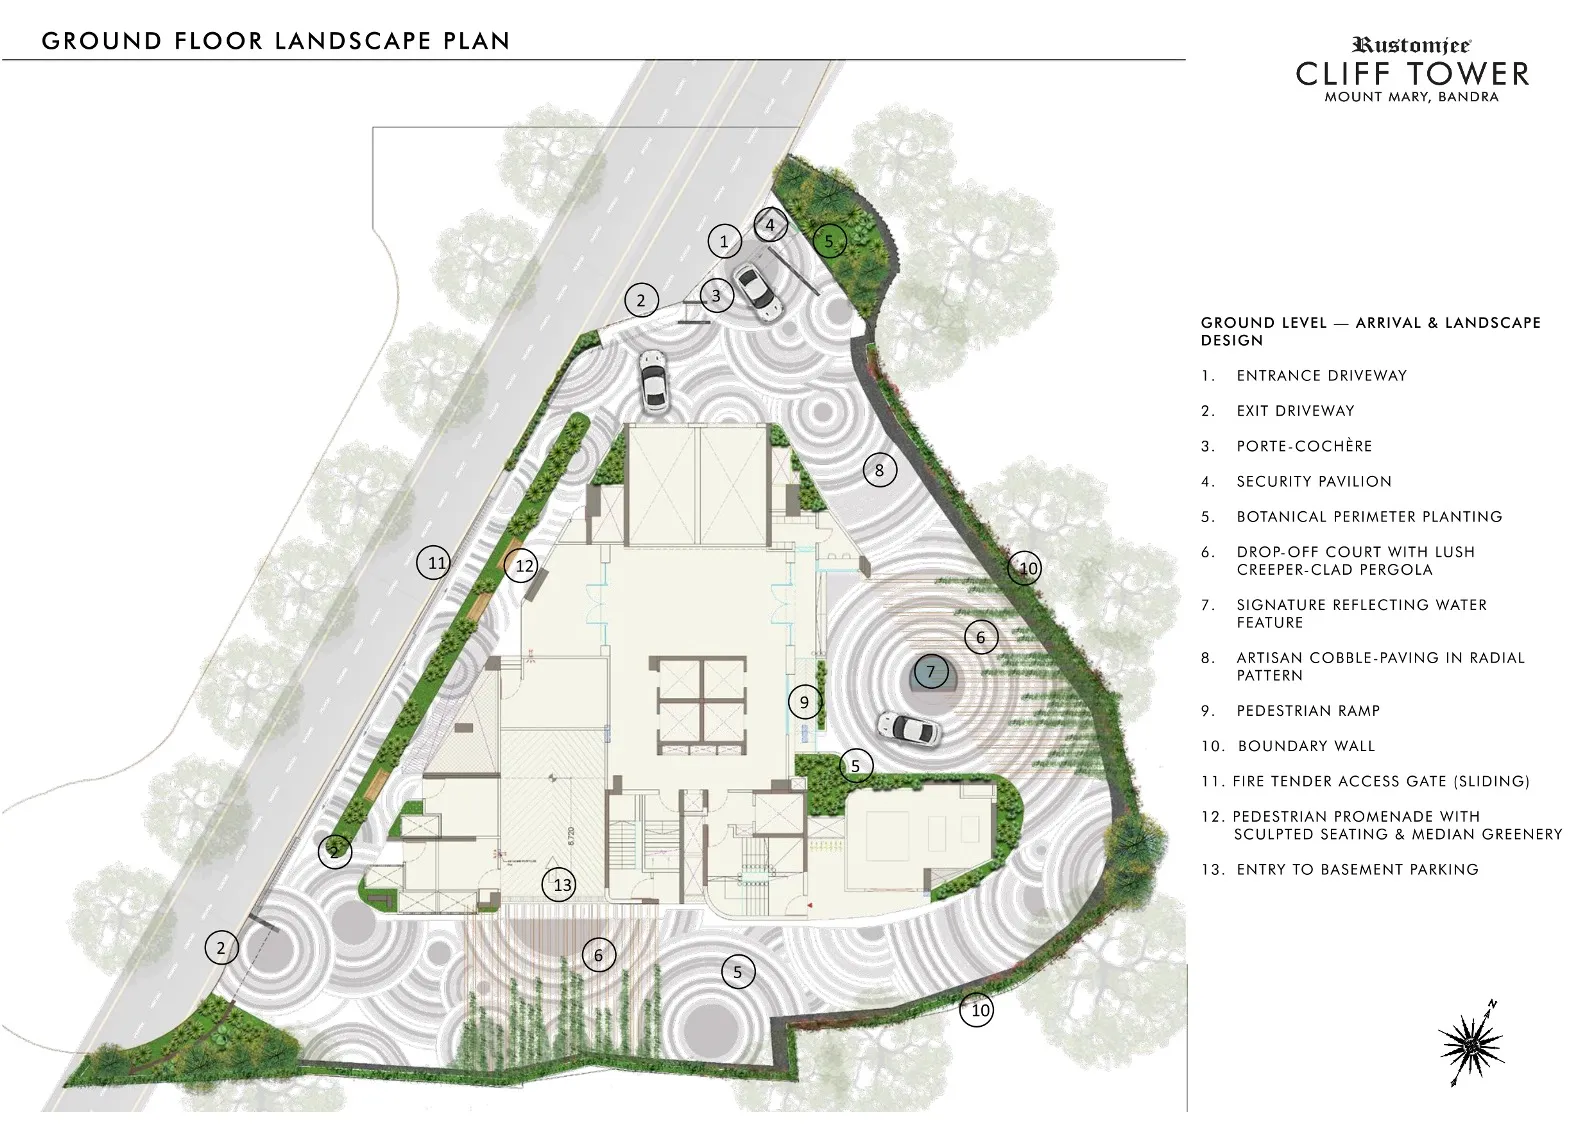 GROUND FLOOR LANDSCAPE PLAN
Rustomjee
CLIFF TOWER
MOUNT MARY, BANDRA
GROUND LEVEL — ARRIVAL & LANDSCAPE
DESIGN
1. ENTRANCE DRIVEWAY
2. EXIT DRIVEWAY
3. PORTE-COCHÈRE
4. SECURITY PAVILION
5. BOTANICAL PERIMETER PLANTING
6. DROP-OFF COURT WITH LUSH
CREEPER-CLAD PERGOLA
7. SIGNATURE REFLECTING WATER
FEATURE
8. ARTISAN COBBLE-PAVING IN RADIAL
PATTERN
9. PEDESTRIAN RAMP
10. BOUNDARY WALL
11. FIRE TENDER ACCESS GATE (SLIDING)
12. PEDESTRIAN PROMENADE WITH
SCULPTED SEATING & MEDIAN GREENERY
13. ENTRY TO BASEMENT PARKING
4
1
5
3
2
8
11
12
10
6
7
9
5
2
13
2
6
5
10
6.720
N